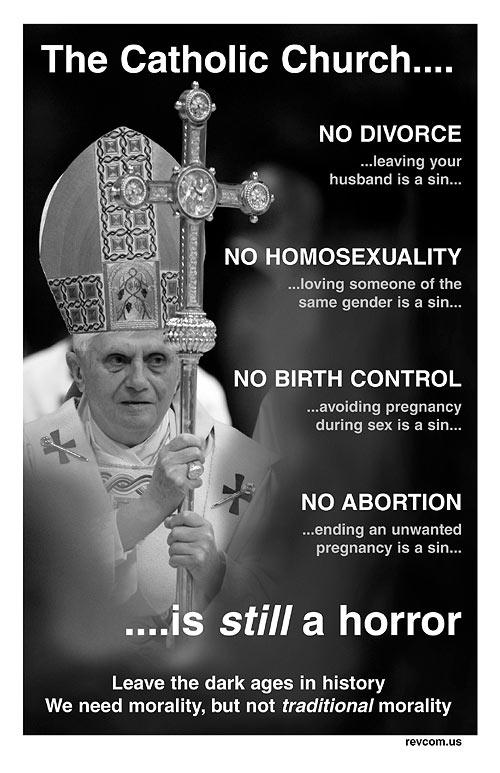 The Catholic Church....
NO DIVORCE
...leaving your
husband is a sin...
NO HOMOSEXUALITY
...loving someone of the
same gender is a sin...
NO BIRTH CONTROL
...avoiding pregnancy
during sex is a sin...
NO ABORTION
...ending an unwanted
pregnancy is a sin...
....is still a horror
Leave the dark ages in history
We need morality, but not traditional morality
revcom.us